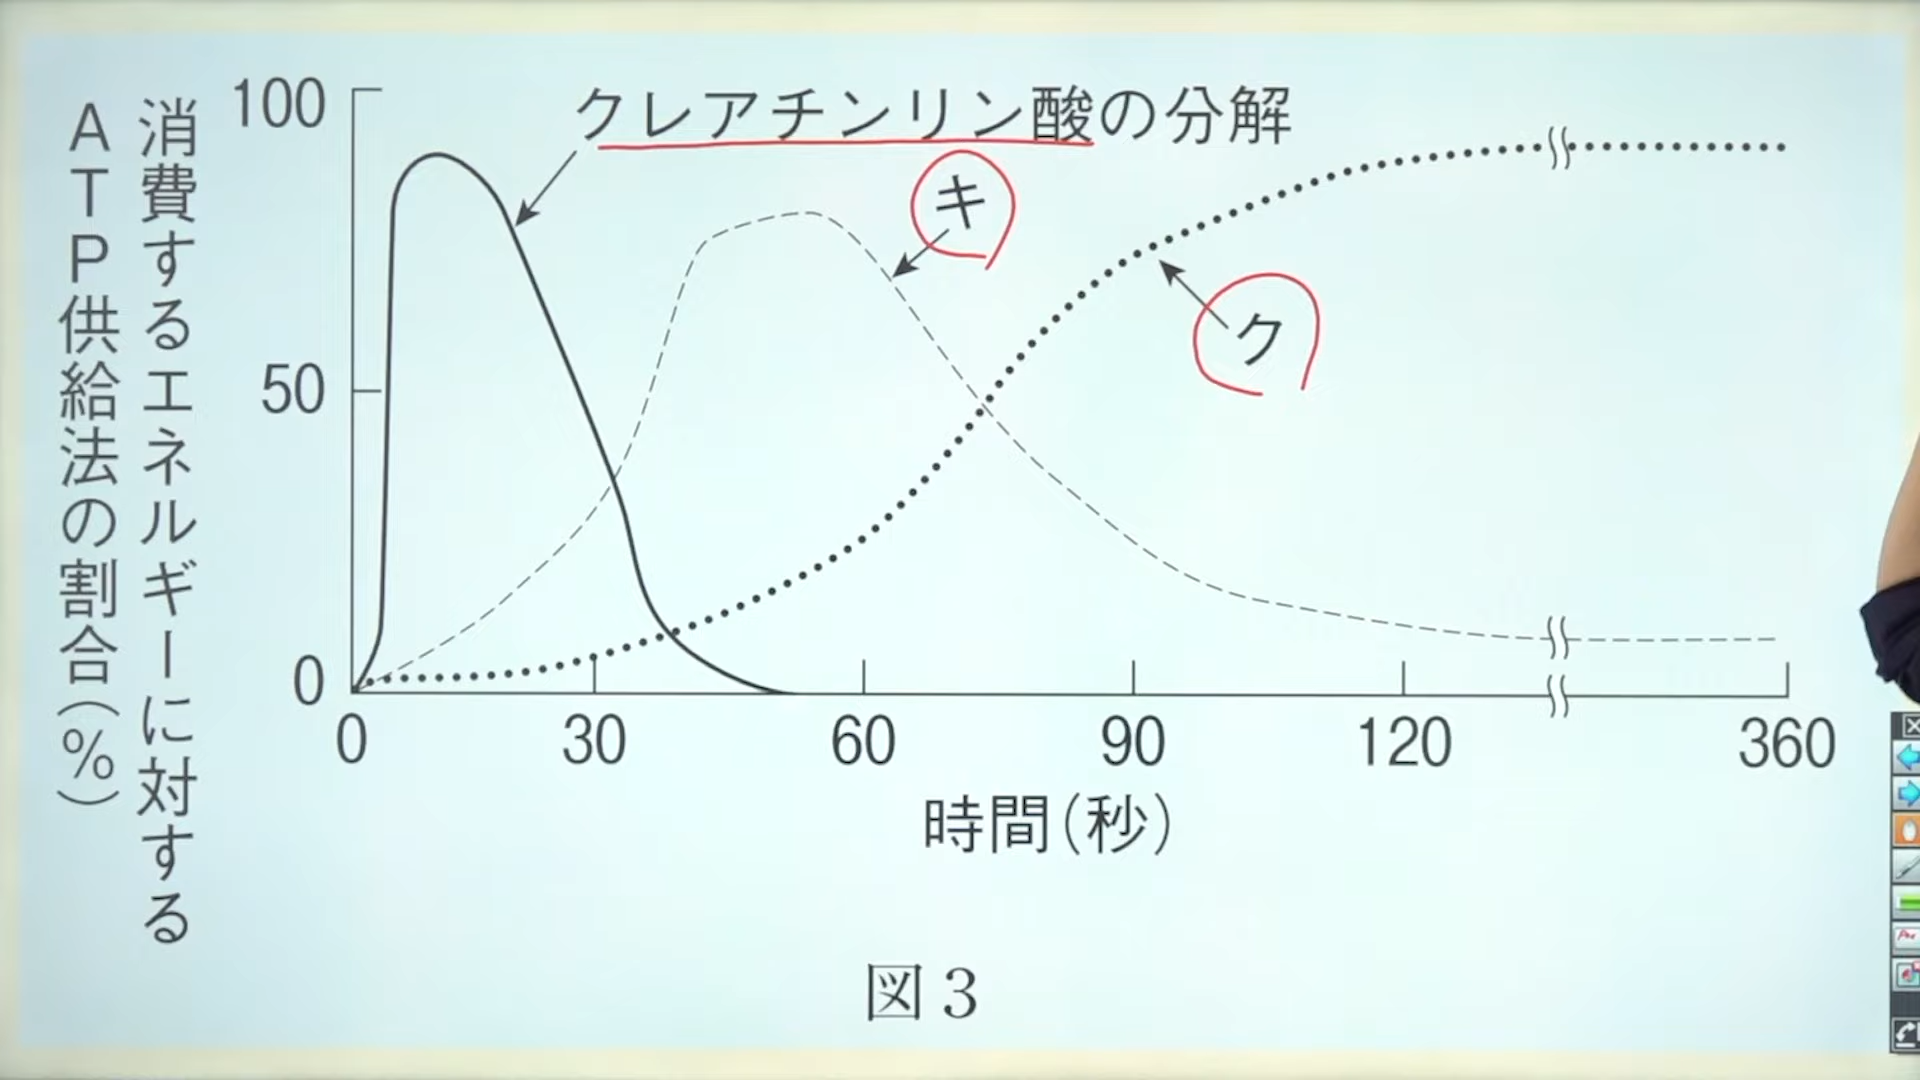 消費するエネルギーに対する
ATP供給法の割合(%)
100
50
0
クレアチンリン酸の分解
キ
ク
0 30 60 90 120 360
時間(秒)
図3